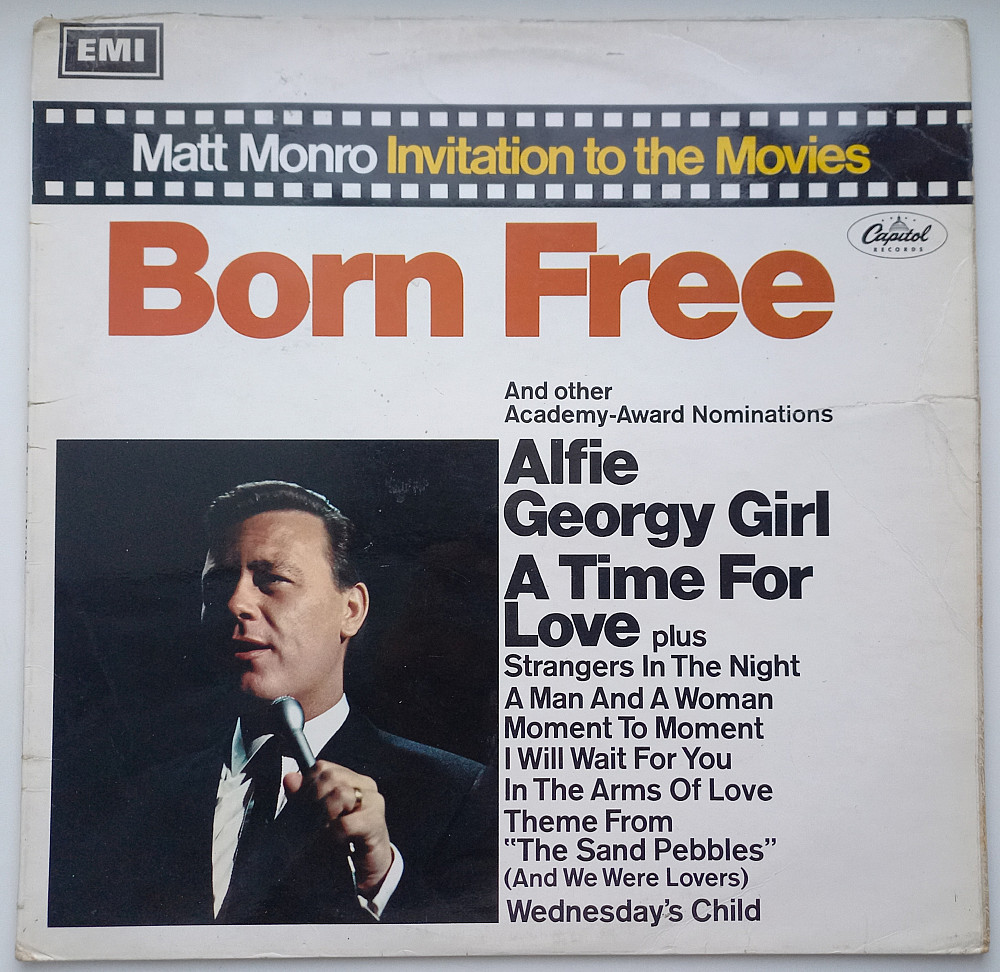 EMI
Matt Monro Invitation to the Movies
Capitol
RECORDS
Born Free
And other
Academy-Award Nominations
Alfie
Georgy Girl
A Time For
Love plus
Strangers In The Night
A Man And A Woman
Moment To Moment
I Will Wait For You
In The Arms Of Love
Theme From
"The Sand Pebbles"
(And We Were Lovers)
Wednesday's Child